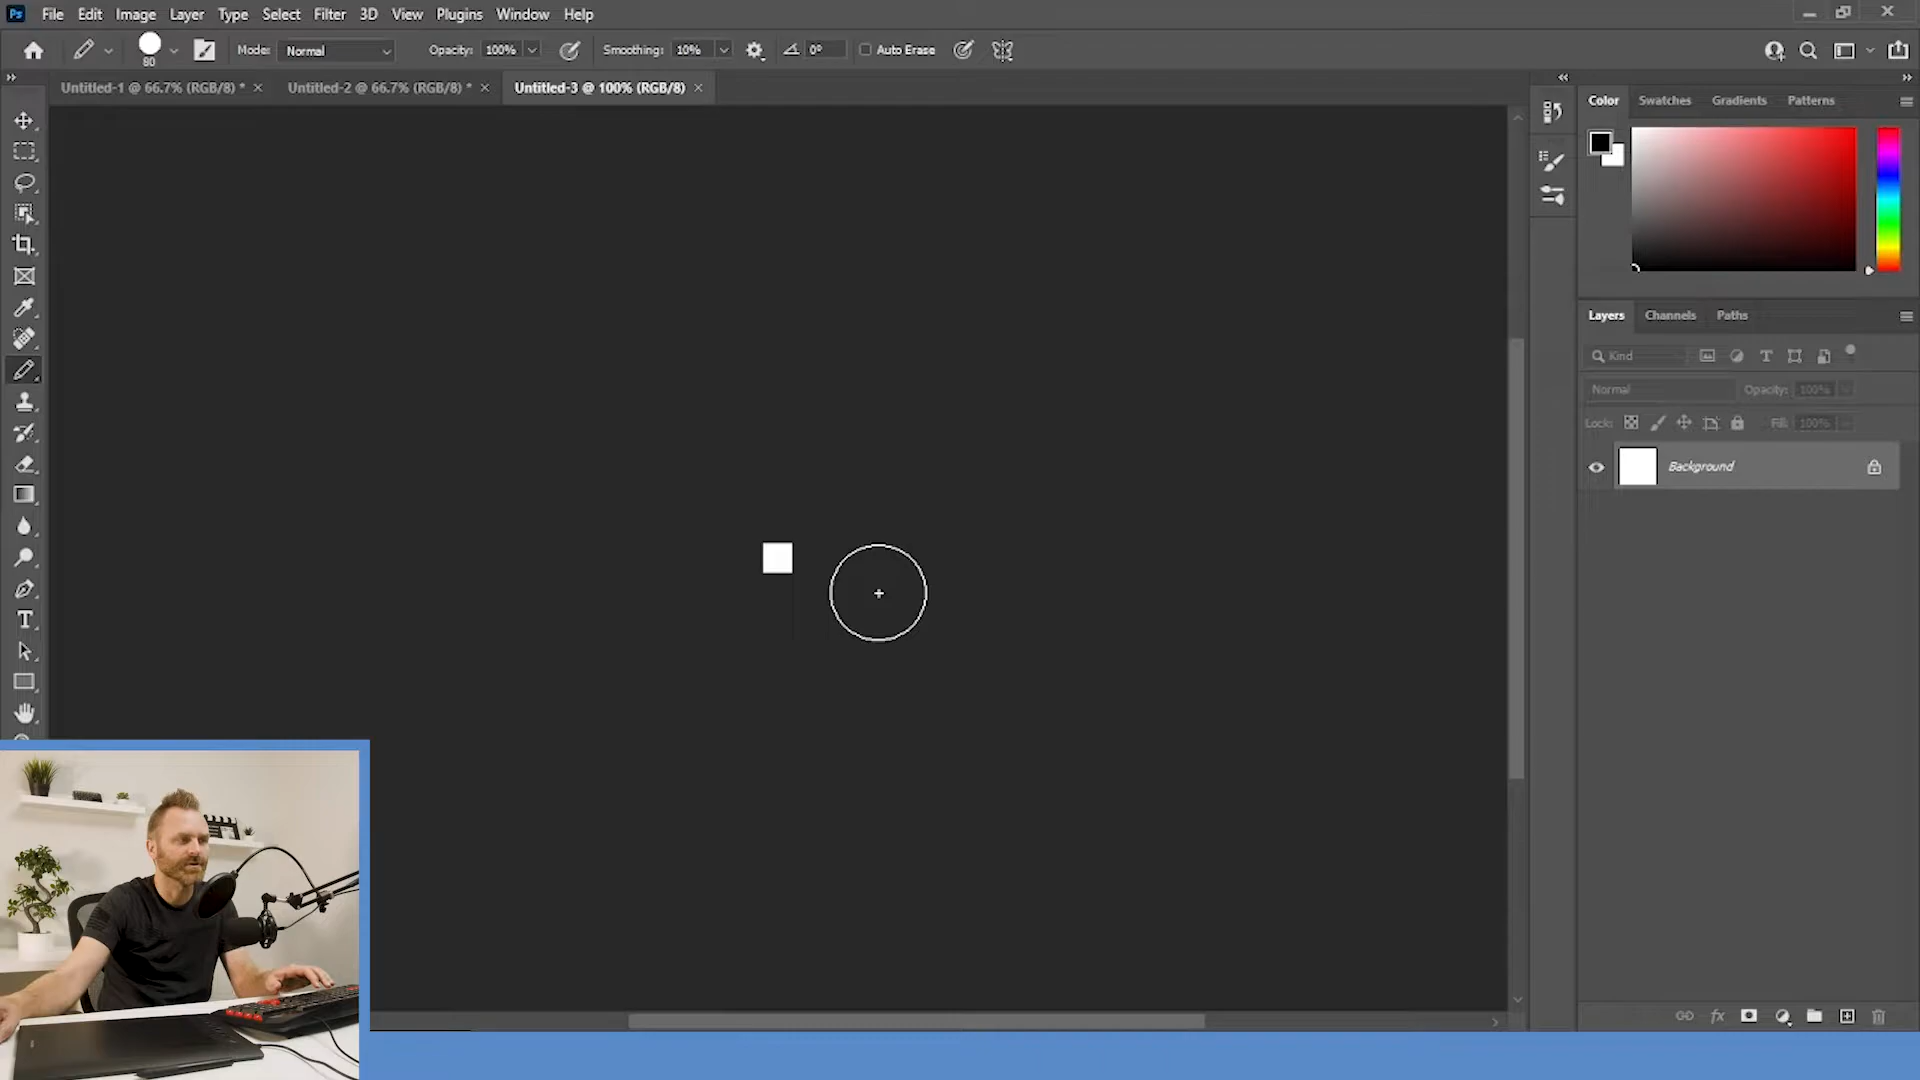 Ps File Edit Image Layer Type Select Filter 3D View Plugins Window Help
80 Mode: Normal Opacity: 100% Smoothing: 10% 0° Auto Erase
Untitled-1 @ 66.7% (RGB/8) * × Untitled-2 @ 66.7% (RGB/8) * × Untitled-3 @ 100% (RGB/8) ×
Color Swatches Gradients Patterns
Layers Channels Paths
Kind
Normal Opacity: 100%
Lock: Fill: 100%
Background
fx